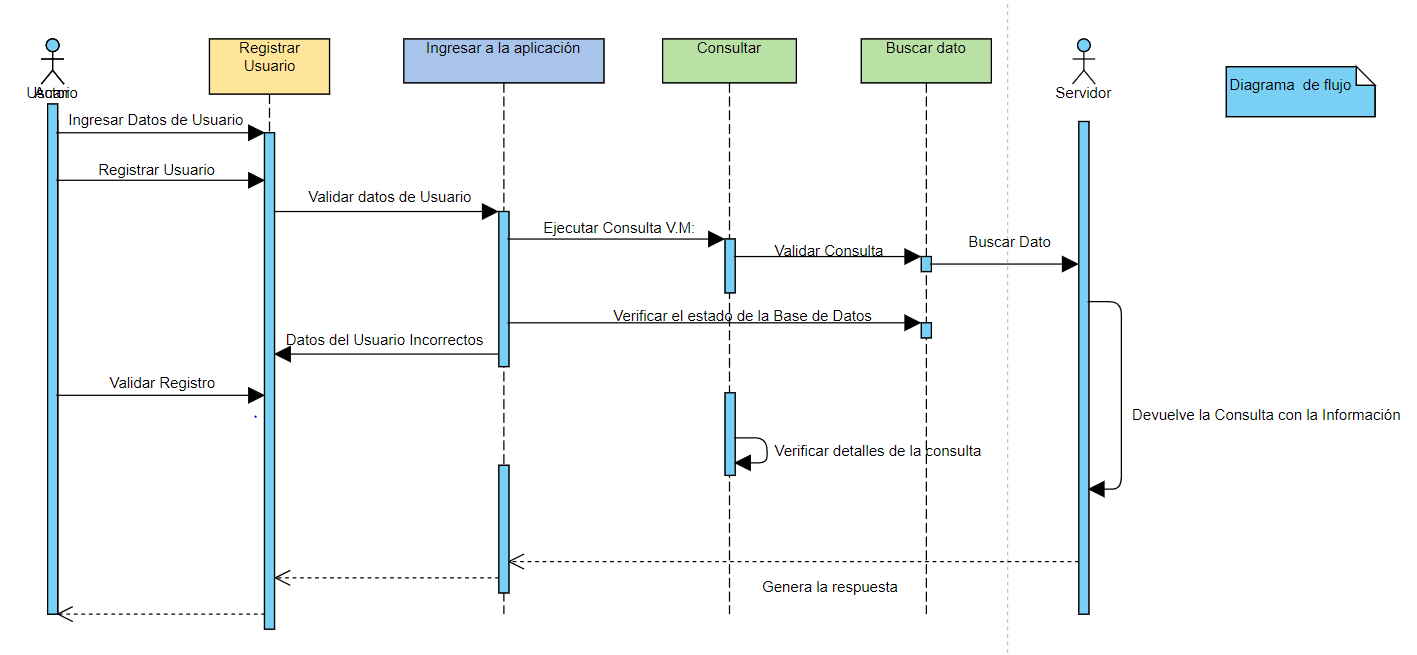 Registrar
Usuario
Ingresar a la aplicación
Consultar
Buscar dato
Usuario
Actor
Servidor
Diagrama de flujo
Ingresar Datos de Usuario
Registrar Usuario
Validar datos de Usuario
Ejecutar Consulta V.M:
Validar Consulta
Buscar Dato
Verificar el estado de la Base de Datos
Datos del Usuario Incorrectos
Validar Registro
Devuelve la Consulta con la Información
Verificar detalles de la consulta
Genera la respuesta